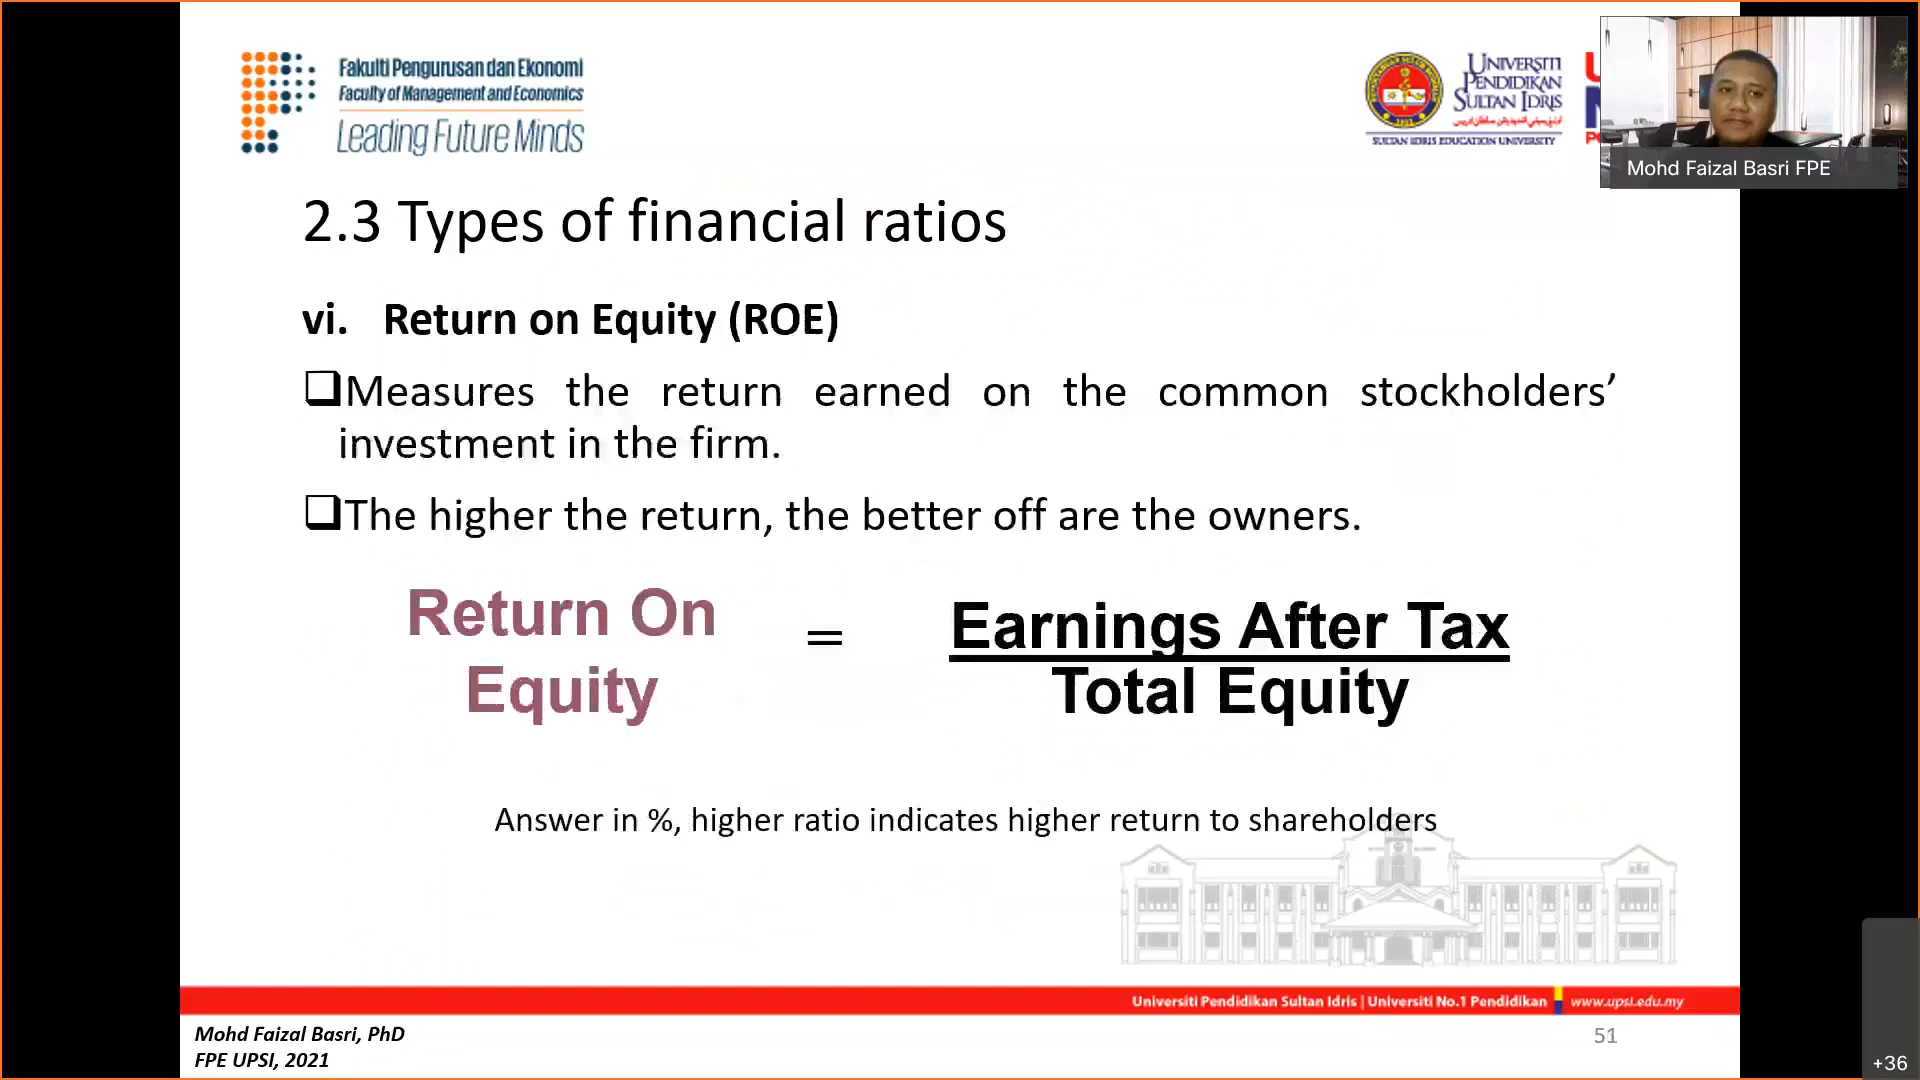 Fakulti Pengurusan dan Ekonomi
Faculty of Management and Economics
Leading Future Minds
UNIVERSITI
PENDIDIKAN
SULTAN IDRIS
SULTAN IDRIS EDUCATION UNIVERSITY
Mohd Faizal Basri FPE
2.3 Types of financial ratios
vi. Return on Equity (ROE)
❑Measures the return earned on the common stockholders’
investment in the firm.
❑The higher the return, the better off are the owners.
Return On
Equity
=
Earnings After Tax
Total Equity
Answer in %, higher ratio indicates higher return to shareholders
Universiti Pendidikan Sultan Idris | Universiti No.1 Pendidikan
www.upsi.edu.my
Mohd Faizal Basri, PhD
FPE UPSI, 2021
51
+36